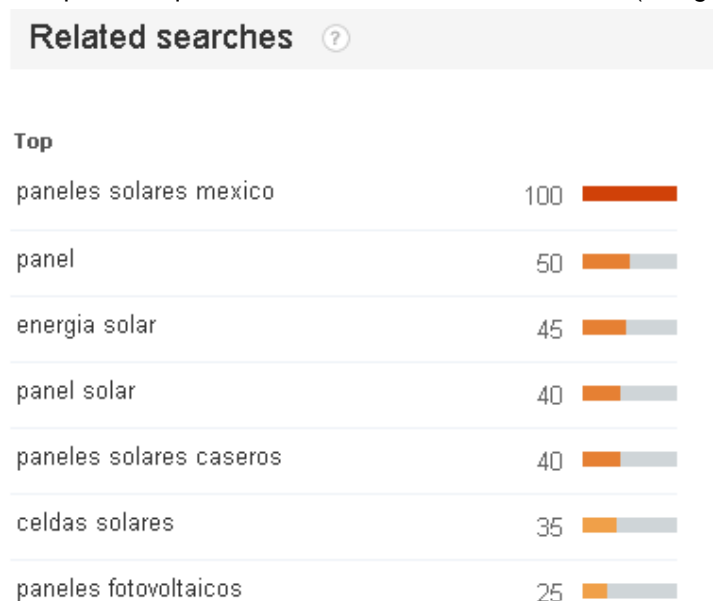 Related searches ?
Top
paneles solares mexico 100
panel 50
energia solar 45
panel solar 40
paneles solares caseros 40
celdas solares 35
paneles fotovoltaicos 25